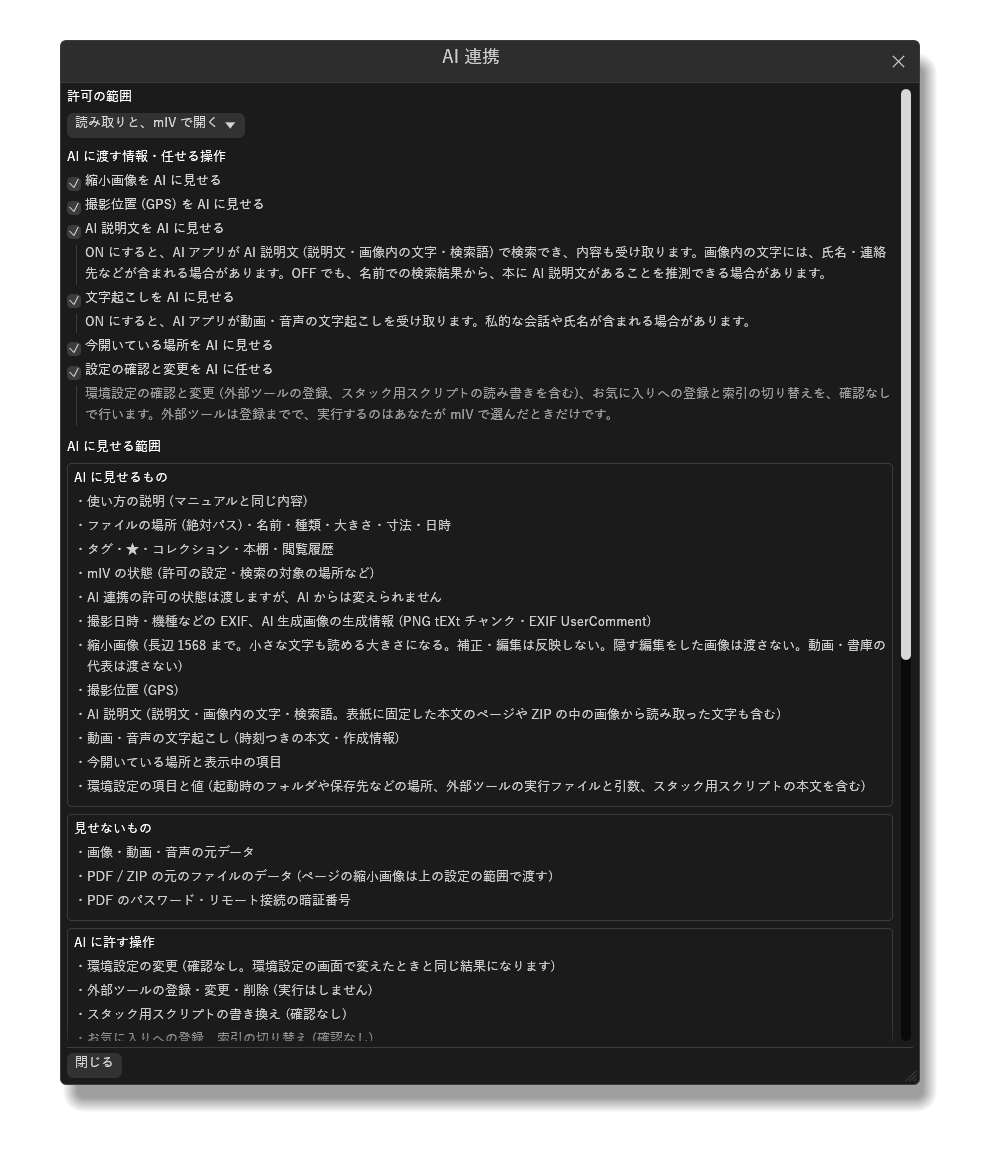 AI 連携
許可の範囲
読み取りと、mIV で開く
AI に渡す情報・任せる操作
縮小画像を AI に見せる
撮影位置 (GPS) を AI に見せる
AI 説明文を AI に見せる
ON にすると、AI アプリが AI 説明文 (説明文・画像内の文字・検索語) で検索でき、内容も受け取ります。画像内の文字には、氏名・連絡
先などが含まれる場合があります。OFF でも、名前での検索結果から、本に AI 説明文があることを推測できる場合があります。
文字起こしを AI に見せる
ON にすると、AI アプリが動画・音声の文字起こしを受け取ります。私的な会話や氏名が含まれる場合があります。
今開いている場所を AI に見せる
設定の確認と変更を AI に任せる
環境設定の確認と変更 (外部ツールの登録、スタック用スクリプトの読み書きを含む)、お気に入りへの登録と索引の切り替えを、確認なし
で行います。外部ツールは登録までで、実行するのはあなたが mIV で選んだときだけです。
AI に見せる範囲
AI に見せるもの
・使い方の説明 (マニュアルと同じ内容)
・ファイルの場所 (絶対パス)・名前・種類・大きさ・寸法・日時
・タグ・★・コレクション・本棚・閲覧履歴
・mIV の状態 (許可の設定・検索の対象の場所など)
・AI 連携の許可の状態は渡しますが、AI からは変えられません
・撮影日時・機種などの EXIF、AI 生成画像の生成情報 (PNG tEXt チャンク・EXIF UserComment)
・縮小画像 (長辺 1568 まで。小さな文字も読める大きさになる。補正・編集は反映しない。隠す編集をした画像は渡さない。動画・書庫の
代表は渡さない)
・撮影位置 (GPS)
・AI 説明文 (説明文・画像内の文字・検索語。表紙に固定した本文のページや ZIP の中の画像から読み取った文字も含む)
・動画・音声の文字起こし (時刻つきの本文・作成情報)
・今開いている場所と表示中の項目
・環境設定の項目と値 (起動時のフォルダや保存先などの場所、外部ツールの実行ファイルと引数、スタック用スクリプトの本文を含む)
見せないもの
・画像・動画・音声の元データ
・PDF / ZIP の元のファイルのデータ (ページの縮小画像は上の設定の範囲で渡す)
・PDF のパスワード・リモート接続の暗証番号
AI に許す操作
・環境設定の変更 (確認なし。環境設定の画面で変えたときと同じ結果になります)
・外部ツールの登録・変更・削除 (実行はしません)
・スタック用スクリプトの書き換え (確認なし)
・お気に入りへの登録、索引の切り替え (確認なし)
閉じる